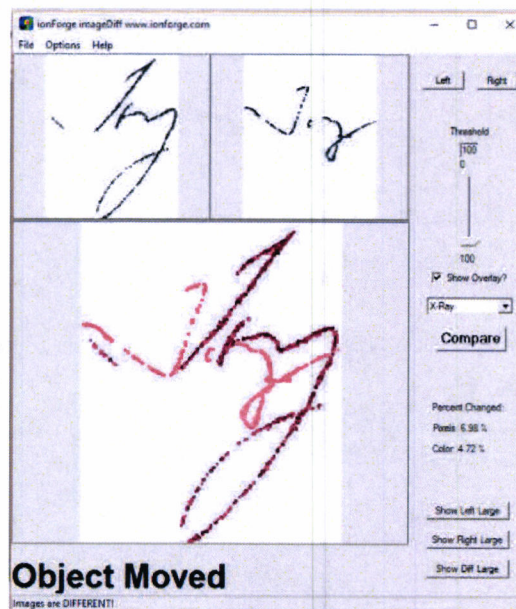 ionForge imageDiff www.ionforge.com
File Options Help
Left Right
Threshold
100
0
100
Show Overlay?
X-Ray
Compare
Percent Changed:
Pixels: 6.98 %
Color: 4.72 %
Show Left Large
Show Right Large
Show Diff Large
Object Moved
Images are DIFFERENT!